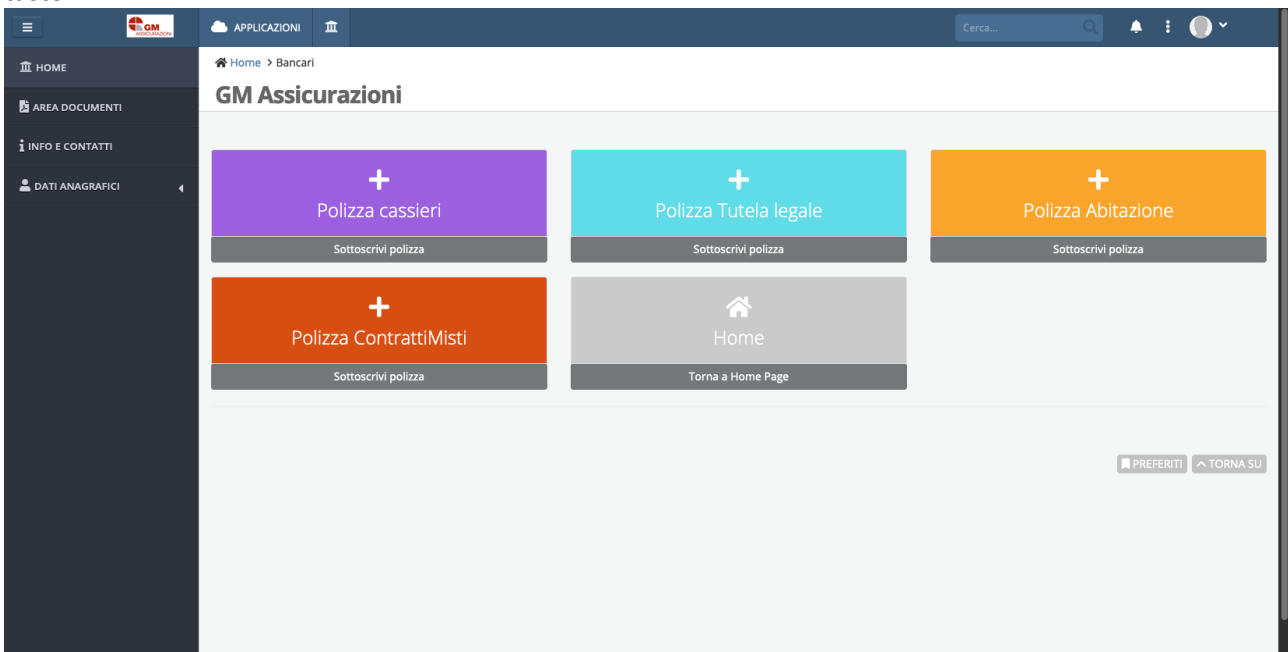 GM
ASSICURAZIONI
APPLICAZIONI
Cerca...
HOME
AREA DOCUMENTI
INFO E CONTATTI
DATI ANAGRAFICI
Home > Bancari
GM Assicurazioni
Polizza cassieri
Sottoscrivi polizza
Polizza Tutela legale
Sottoscrivi polizza
Polizza Abitazione
Sottoscrivi polizza
Polizza ContrattiMisti
Sottoscrivi polizza
Home
Torna a Home Page
PREFERITI
TORNA SU